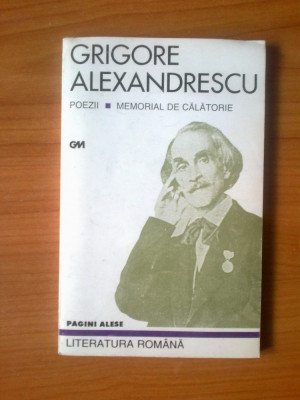 GRIGORE
ALEXANDRESCU
POEZII ■ MEMORIAL DE CĂLĂTORIE
GM
PAGINI ALESE
LITERATURA ROMÂNĂ